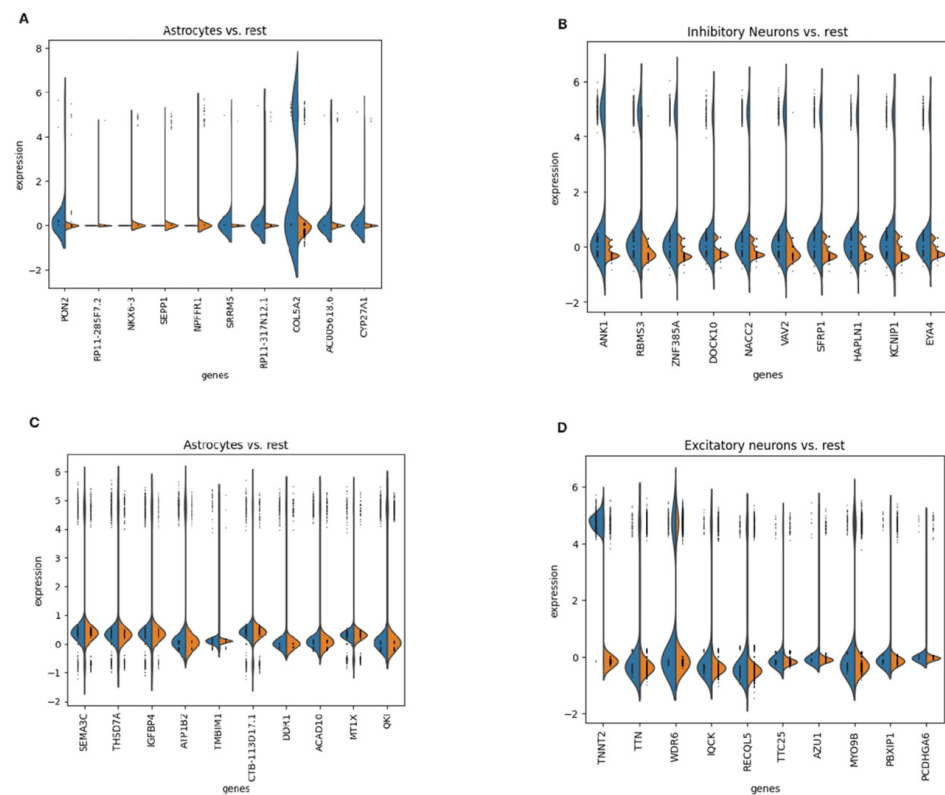 A
Astrocytes vs. rest
8
6
4
2
0
−2
expression
PON2
RP11-285F7.2
NKX6-3
SEPP1
NPFFR1
SRRM5
RP11-317N12.1
COL5A2
AC005618.6
CYP27A1
genes
B
Inhibitory Neurons vs. rest
6
4
2
0
−2
expression
ANK1
RBMS3
ZNF385A
DOCK10
NACC2
VAV2
SFRP1
HAPLN1
KCNIP1
EYA4
genes
C
Astrocytes vs. rest
5
4
3
2
1
0
−1
−2
expression
SEMA3C
THSD7A
IGFBP4
ATP1B2
TMBIM1
CTB-1113D17.1
DDR1
ACAD10
MT1X
QKI
genes
D
Excitatory neurons vs. rest
6
4
2
0
−2
expression
TNNT2
TTN
WDR6
IQCK
RECQL5
TTC25
AZU1
MYO9B
PBXIP1
PCDHGA6
genes